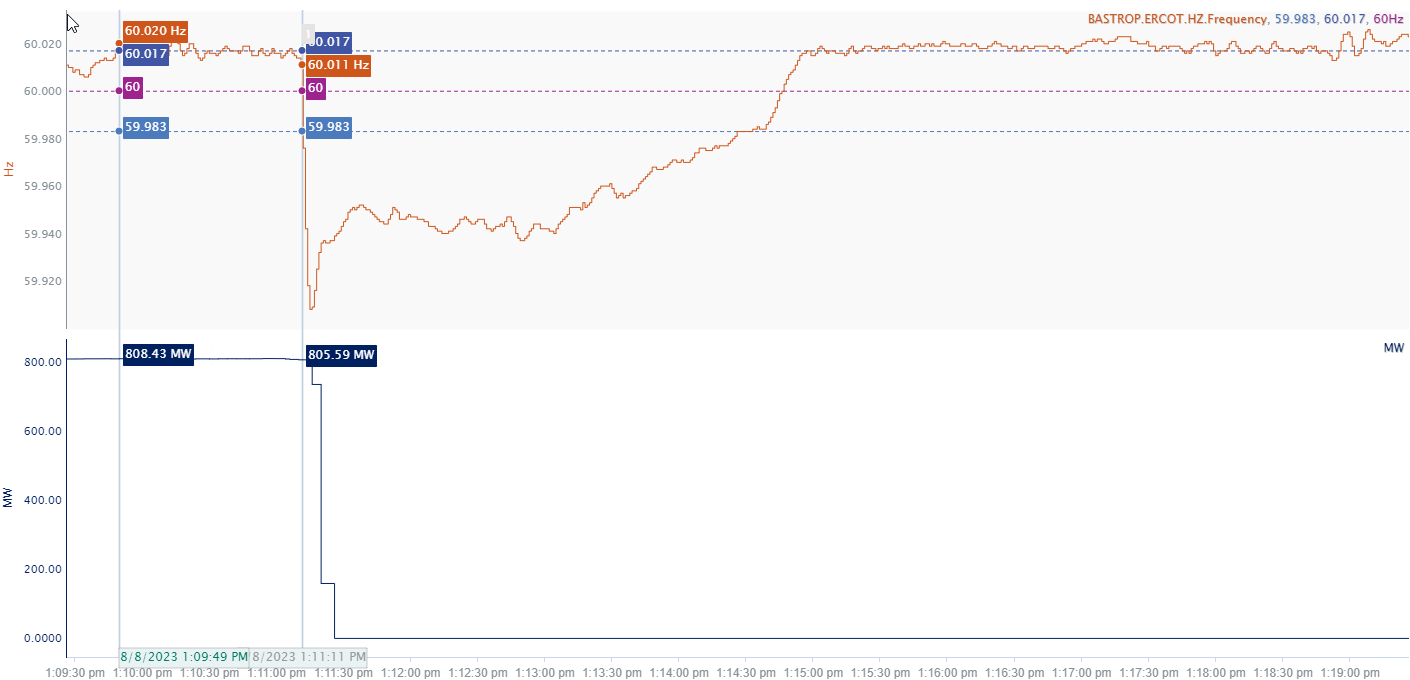 BASTROP.ERCOT.HZ.Frequency, 59.983, 60.017, 60Hz
60.020 Hz
60.017
60.017
60.011 Hz
60
60
59.983
59.983
60.020
60.000
59.980
59.960
59.940
59.920
Hz
MW
808.43 MW
805.59 MW
800.00
600.00
400.00
200.00
0.0000
MW
8/8/2023 1:09:49 PM
8/2023 1:11:11 PM
1:09:30 pm 1:10:00 pm 1:10:30 pm 1:11:00 pm 1:11:30 pm 1:12:00 pm 1:12:30 pm 1:13:00 pm 1:13:30 pm 1:14:00 pm 1:14:30 pm 1:15:00 pm 1:15:30 pm 1:16:00 pm 1:16:30 pm 1:17:00 pm 1:17:30 pm 1:18:00 pm 1:18:30 pm 1:19:00 pm